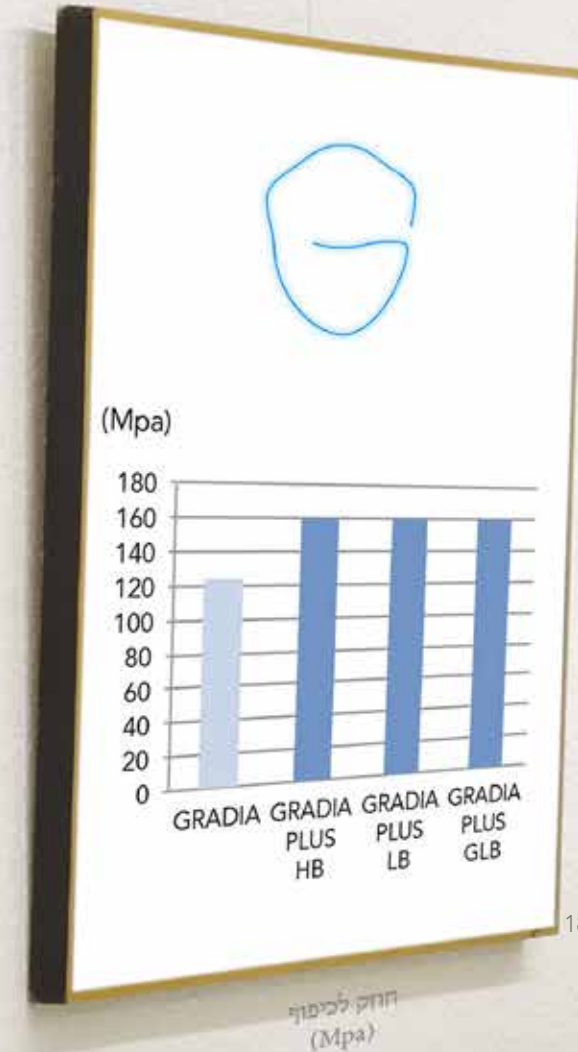 (Mpa)
180
160
140
120
100
80
60
40
20
0
GRADIA
GRADIA PLUS HB
GRADIA PLUS LB
GRADIA PLUS GLB
חוזק לכיפוף
(Mpa)